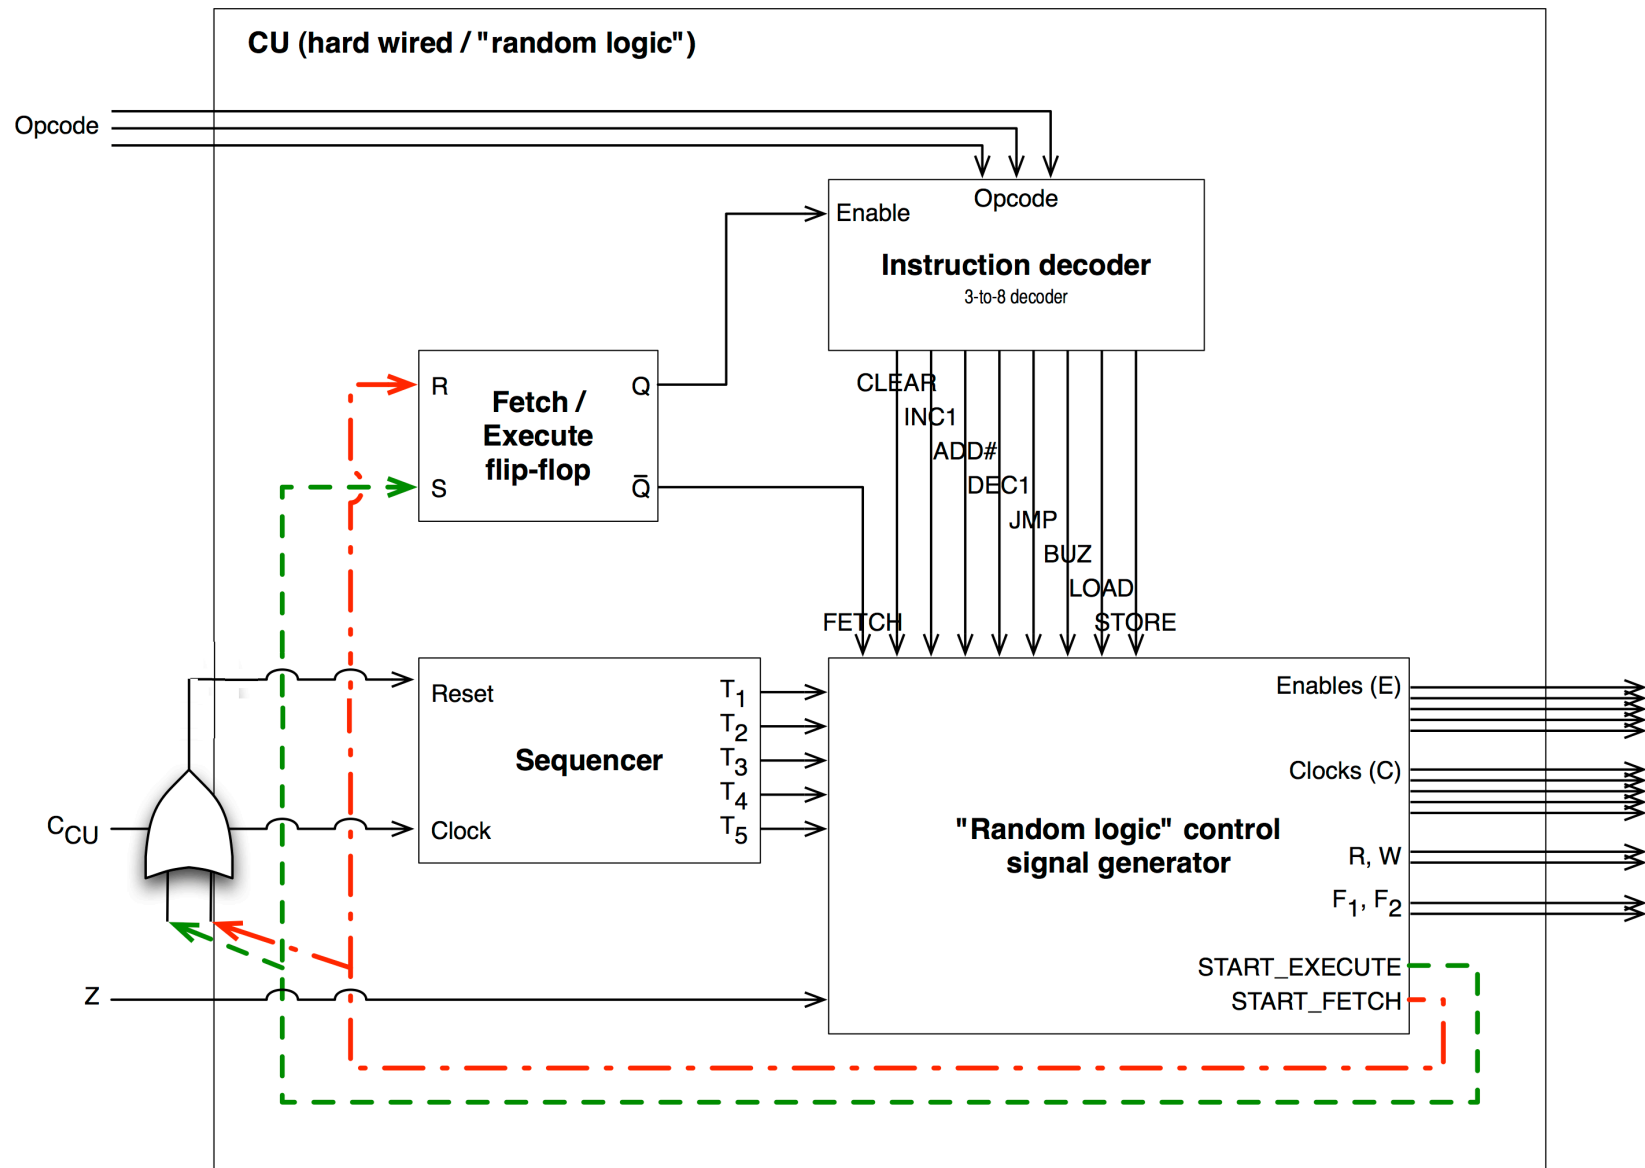 CU (hard wired / "random logic")
Opcode
Opcode
Enable
Instruction decoder
3-to-8 decoder
R
Fetch /
Execute
flip-flop
Q
S
Q̅
CLEAR
INC1
ADD#
DEC1
JMP
BUZ
LOAD
FETCH
STORE
Reset
Sequencer
Clock
T1
T2
T3
T4
T5
CCU
Z
"Random logic" control
signal generator
Enables (E)
Clocks (C)
R, W
F1, F2
START_EXECUTE
START_FETCH